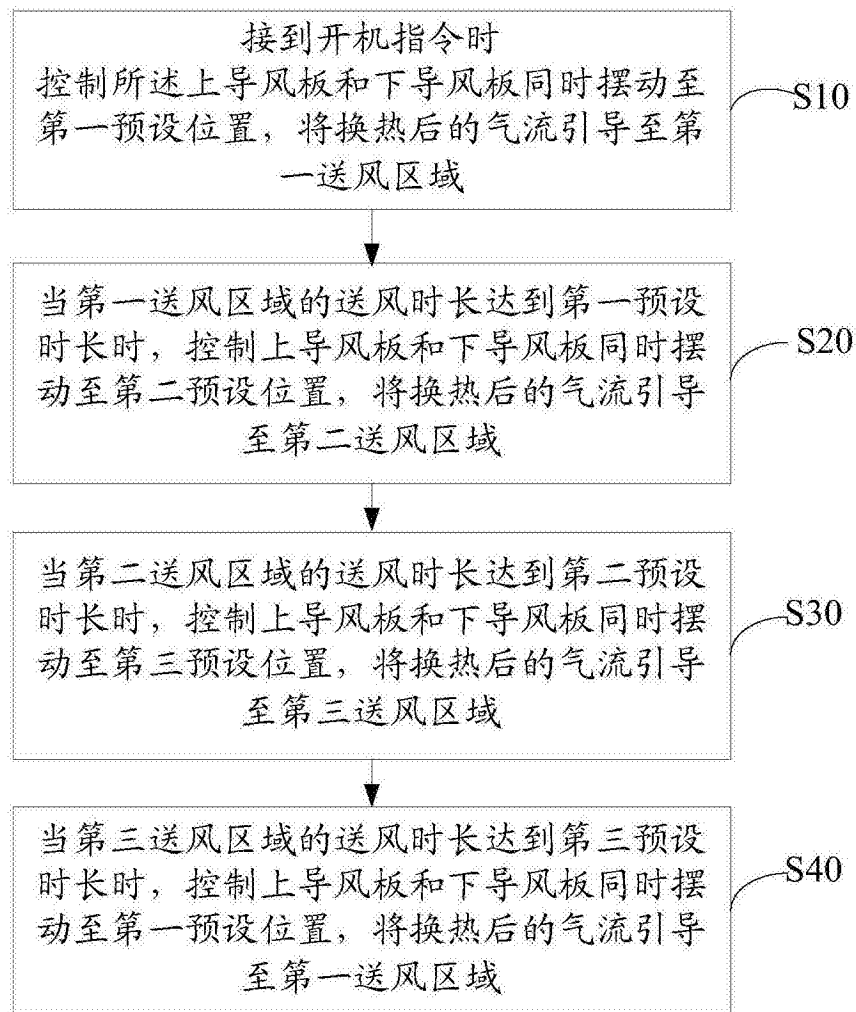 接到开机指令时
控制所述上导风板和下导风板同时摆动至
第一预设位置，将换热后的气流引导至第
一送风区域
S10
当第一送风区域的送风时长达到第一预设
时长时，控制上导风板和下导风板同时摆
动至第二预设位置，将换热后的气流引导
至第二送风区域
S20
当第二送风区域的送风时长达到第二预设
时长时，控制上导风板和下导风板同时摆
动至第三预设位置，将换热后的气流引导
至第三送风区域
S30
当第三送风区域的送风时长达到第三预设
时长时，控制上导风板和下导风板同时摆
动至第一预设位置，将换热后的气流引导
至第一送风区域
S40